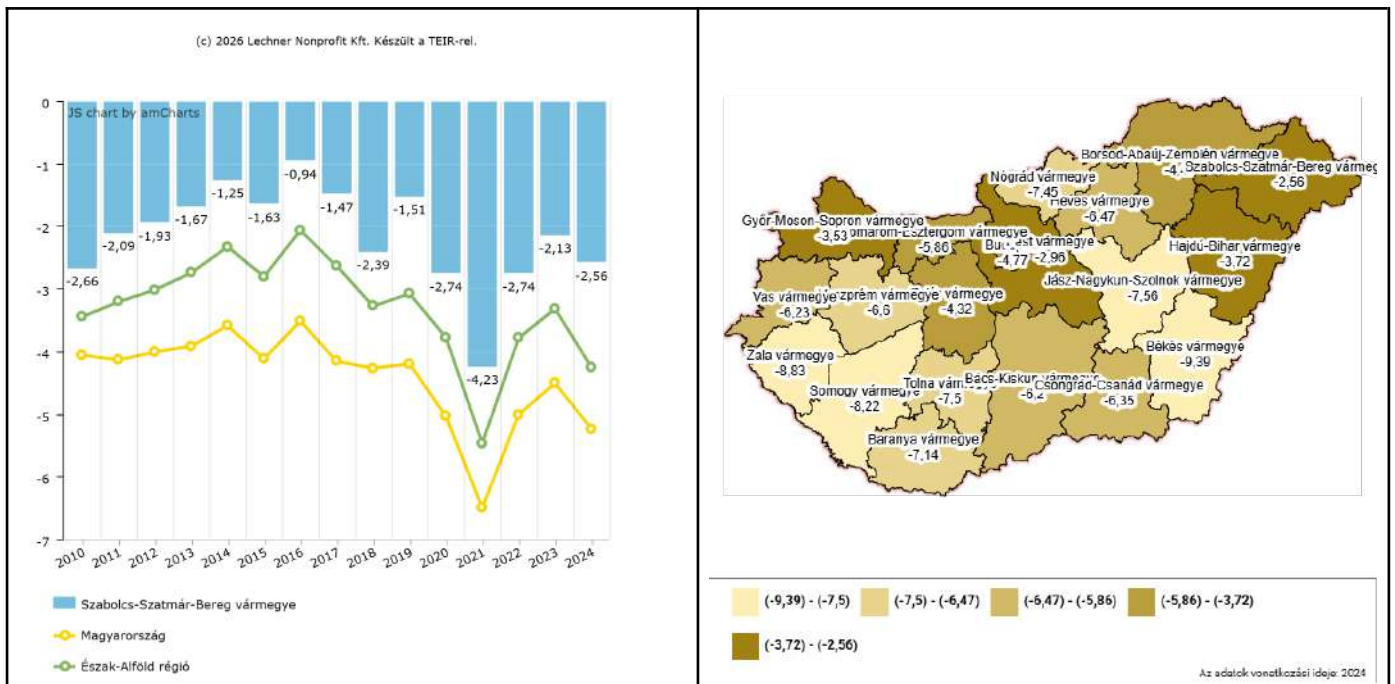 (c) 2026 Lechner Nonprofit Kft. Készült a TEIR-rel.
JS chart by amCharts
0
-1
-2
-3
-4
-5
-6
-7
-2,66
-2,09
-1,93
-1,67
-1,25
-1,63
-0,94
-1,47
-2,39
-1,51
-2,74
-4,23
-2,74
-2,13
-2,56
2010
2011
2012
2013
2014
2015
2016
2017
2018
2019
2020
2021
2022
2023
2024
Szabolcs-Szatmár-Bereg vármegye
Magyarország
Észak-Alföld régió
Borsod-Abaúj-Zemplén vármegye
Szabolcs-Szatmár-Bereg
-2,56
Nógrád vármegye
-7,45
Heves vármegye
-6,47
Győr-Moson-Sopron vármegye
-3,53
vármegye
-5,86
vármegye
-4,77
-2,96
Hajdú-Bihar vármegye
-3,72
Jász-Nagykun-Szolnok vármegye
-7,56
Vas vármegye
-6,23
vármegye
-6,6
vármegye
-4,32
Békés vármegye
-9,39
Zala vármegye
-8,83
Somogy vármegye
-8,22
Tolna
-7,5
Bács-Kiskun
-6,2
Csongrád-Csanád vármegye
-6,35
Baranya vármegye
-7,14
(-9,39) - (-7,5)
(-7,5) - (-6,47)
(-6,47) - (-5,86)
(-5,86) - (-3,72)
(-3,72) - (-2,56)
Az adatok vonatkozási ideje: 2024